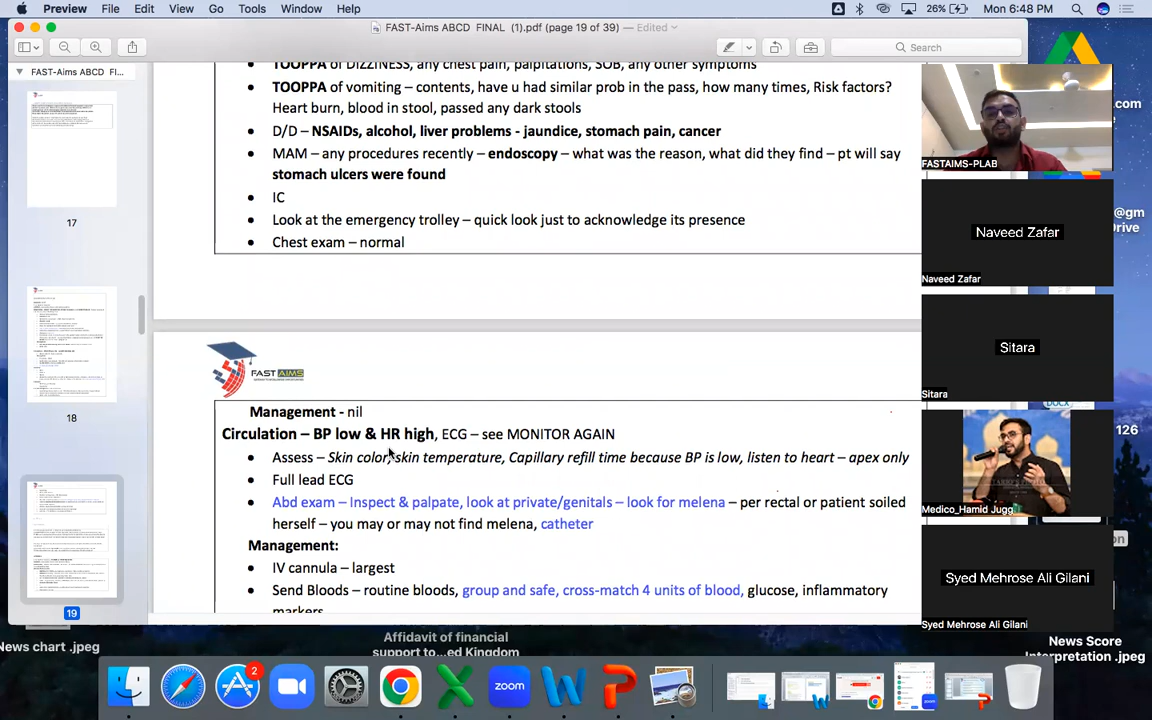 Preview File Edit View Go Tools Window Help
26% Mon 6:48 PM
FAST-Aims ABCD FINAL (1).pdf (page 19 of 39) — Edited
Search
FAST-Aims ABCD FI...
17
18
19
TOOPPA of DIZZINESS, any chest pain, palpitations, SOB, any other symptoms
TOOPPA of vomiting – contents, have u had similar prob in the pass, how many times, Risk factors?
Heart burn, blood in stool, passed any dark stools
D/D – NSAIDs, alcohol, liver problems - jaundice, stomach pain, cancer
MAM – any procedures recently – endoscopy – what was the reason, what did they find – pt will say
stomach ulcers were found
IC
Look at the emergency trolley – quick look just to acknowledge its presence
Chest exam – normal
FAST AIMS
Management - nil
Circulation – BP low & HR high, ECG – see MONITOR AGAIN
Assess – Skin color, skin temperature, Capillary refill time because BP is low, listen to heart – apex only
Full lead ECG
Abd exam – Inspect & palpate, look at private/genitals – look for melena – per rectal or patient soiled
herself – you may or may not find melena, catheter
Management:
IV cannula – largest
Send Bloods – routine bloods, group and safe, cross-match 4 units of blood, glucose, inflammatory
markers
FASTAIMS-PLAB
Naveed Zafar
Naveed Zafar
Sitara
Sitara
Medico_Hamid Jugg
Syed Mehrose Ali Gilani
Syed Mehrose Ali Gilani
.com
@gm
Drive
DOCX
126
on
News chart .jpeg
Affidavit of financial
support to...ed Kingdom
News Score
Interpretation .jpeg
2
zoom